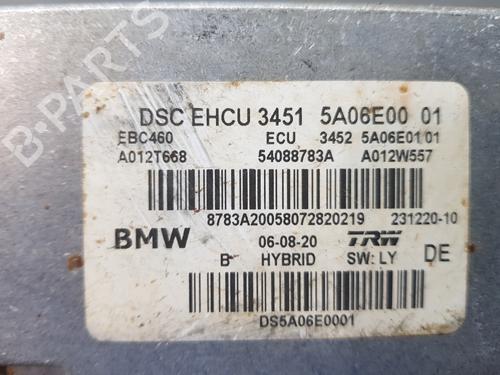 B-PARTS
DSC EHCU 3451 5A06E00 01
EBC460 ECU 3452 5A06E01 01
A012T668 54088783A A012W557
8783A20058072820219 231220-10
BMW 06-08-20 TRW DE
B HYBRID SW: LY
DS5A06E0001